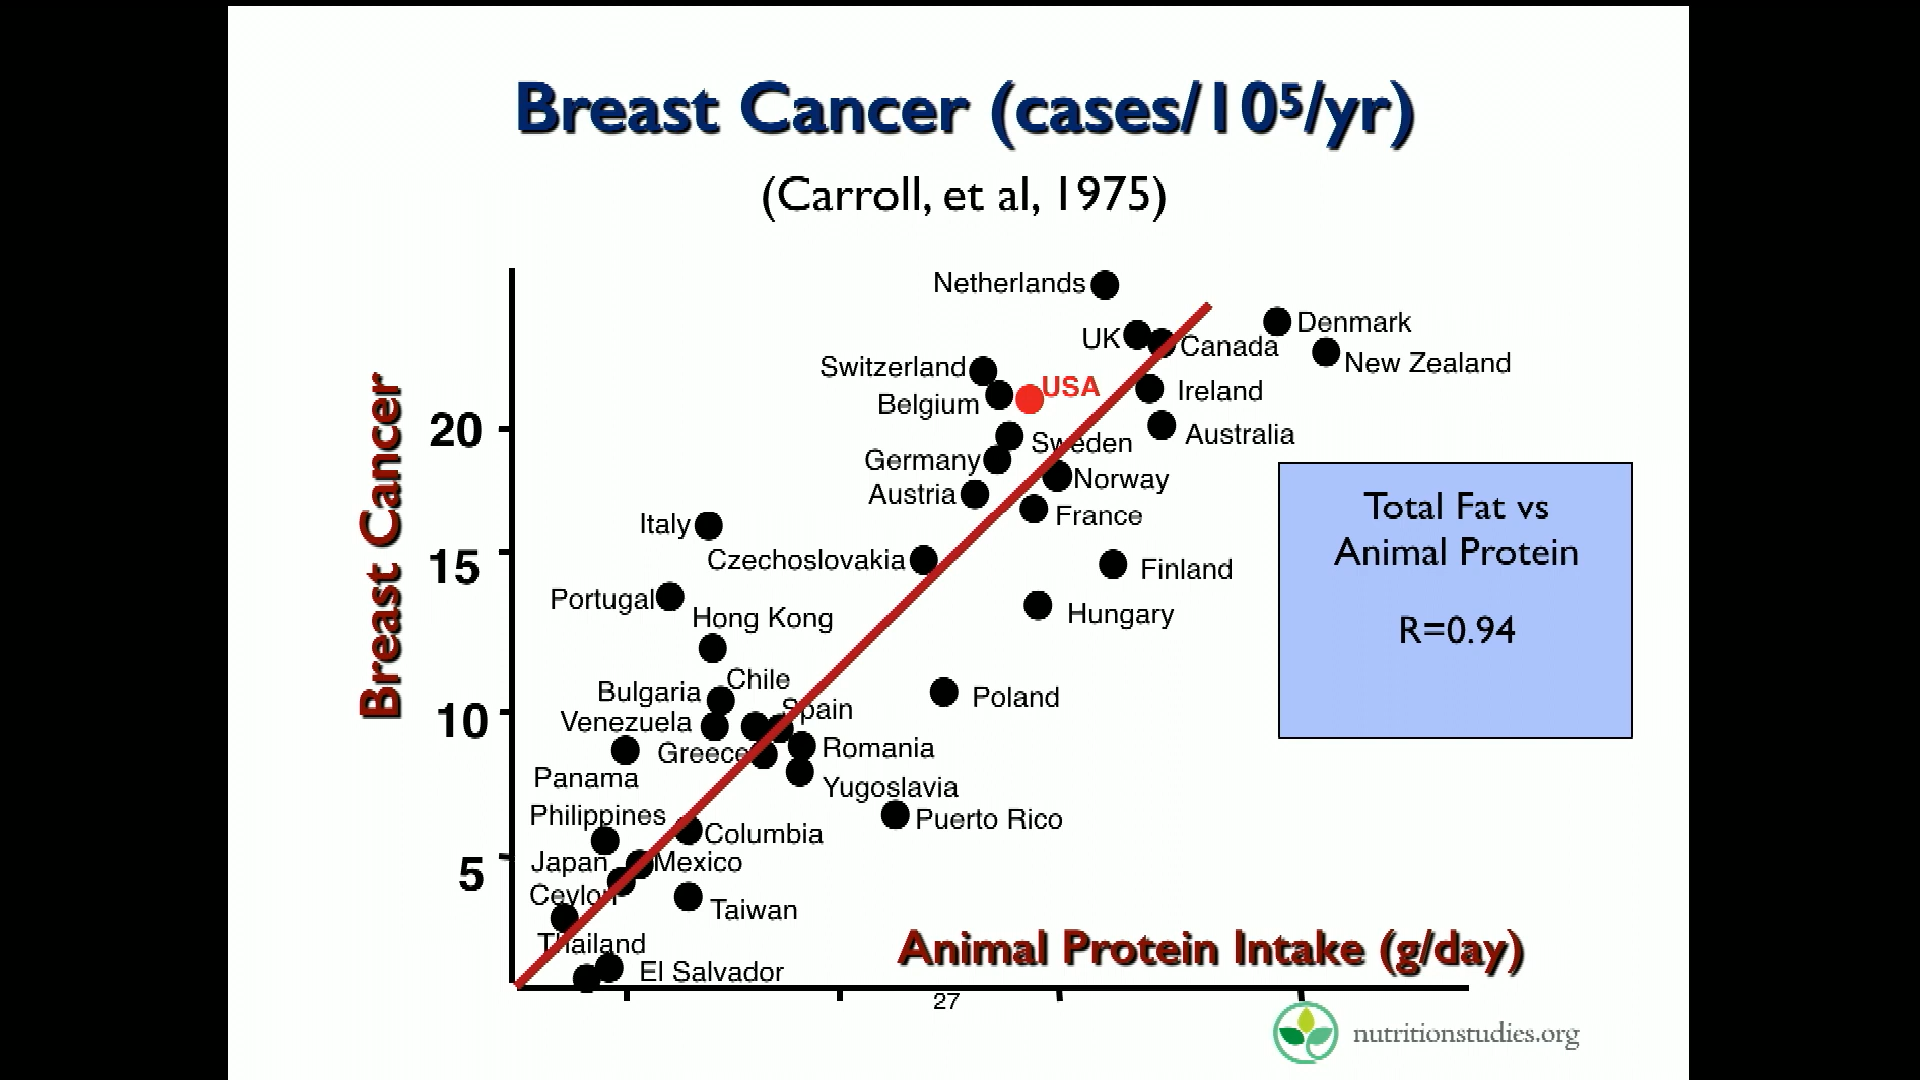 Breast Cancer (cases/10⁵/yr)
(Carroll, et al, 1975)
Breast Cancer
20
15
10
5
Netherlands
Denmark
UK
Canada
New Zealand
Switzerland
USA
Belgium
Ireland
Sweden
Australia
Germany
Norway
Austria
France
Italy
Czechoslovakia
Finland
Portugal
Hong Kong
Hungary
Chile
Bulgaria
Poland
Spain
Venezuela
Greece
Romania
Panama
Yugoslavia
Philippines
Puerto Rico
Columbia
Japan
Mexico
Ceylon
Taiwan
Thailand
El Salvador
Total Fat vs
Animal Protein
R=0.94
Animal Protein Intake (g/day)
27
nutritionstudies.org